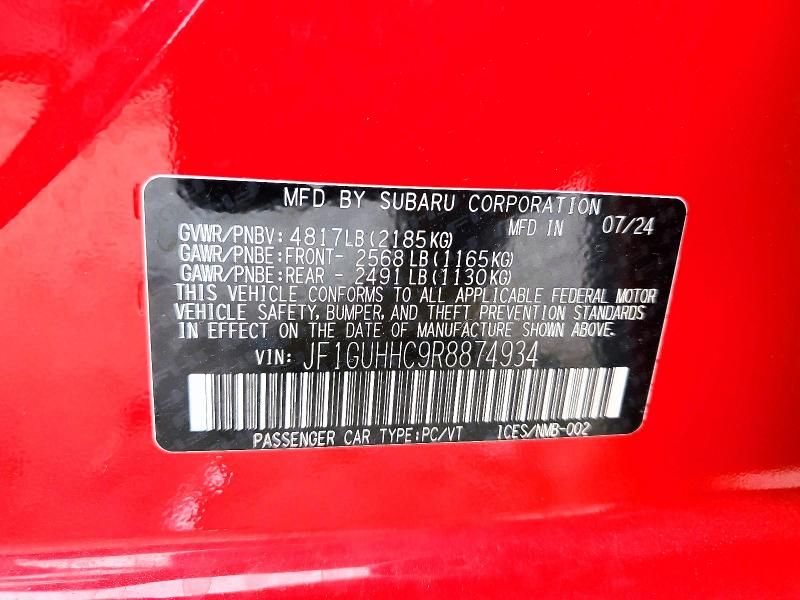 MFD BY SUBARU CORPORATION
MFD IN 07/24
GVWR/PNBV: 4817LB(2185KG)
GAWR/PNBE:FRONT- 2568LB(1165KG)
GAWR/PNBE:REAR - 2491LB(1130KG)
THIS VEHICLE CONFORMS TO ALL APPLICABLE FEDERAL MOTOR
VEHICLE SAFETY, BUMPER, AND THEFT PREVENTION STANDARDS
IN EFFECT ON THE DATE OF MANUFACTURE SHOWN ABOVE.
VIN: JF1GUHHC9R8874934
PASSENGER CAR TYPE:PC/VT ICES/NMB-002